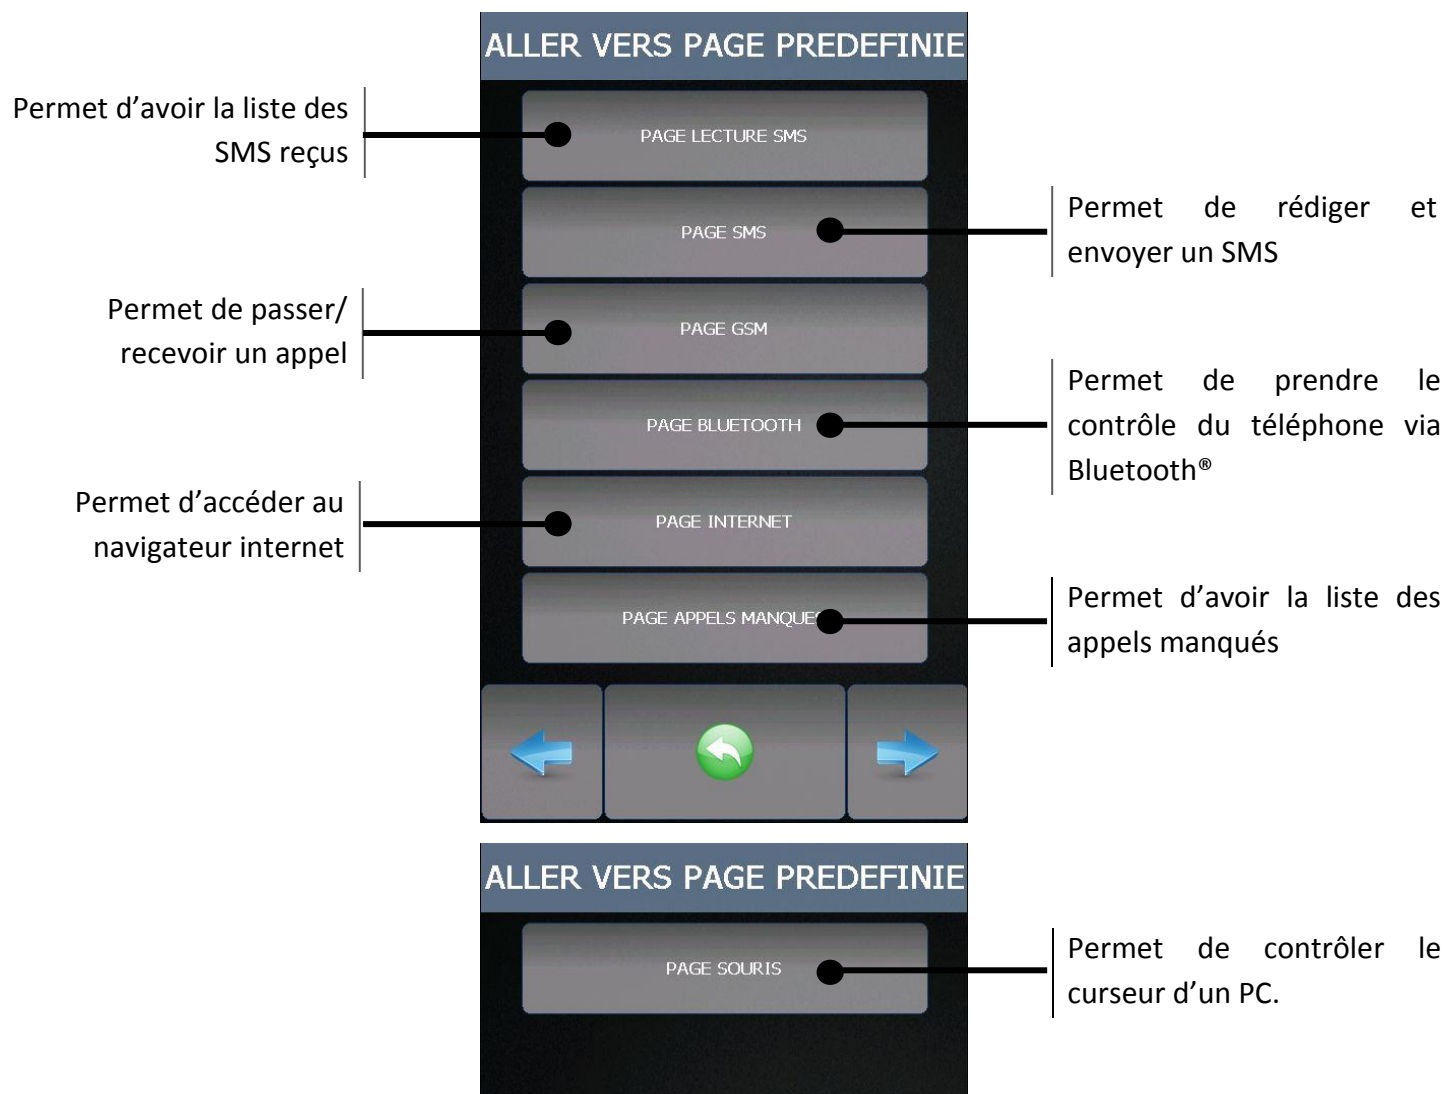 ALLER VERS PAGE PREDEFINIE
Permet d’avoir la liste des
SMS reçus
PAGE LECTURE SMS
PAGE SMS
Permet de rédiger et
envoyer un SMS
Permet de passer/
recevoir un appel
PAGE GSM
PAGE BLUETOOTH
Permet de prendre le
contrôle du téléphone via
Bluetooth®
Permet d’accéder au
navigateur internet
PAGE INTERNET
PAGE APPELS MANQUES
Permet d’avoir la liste des
appels manqués
ALLER VERS PAGE PREDEFINIE
PAGE SOURIS
Permet de contrôler le
curseur d’un PC.